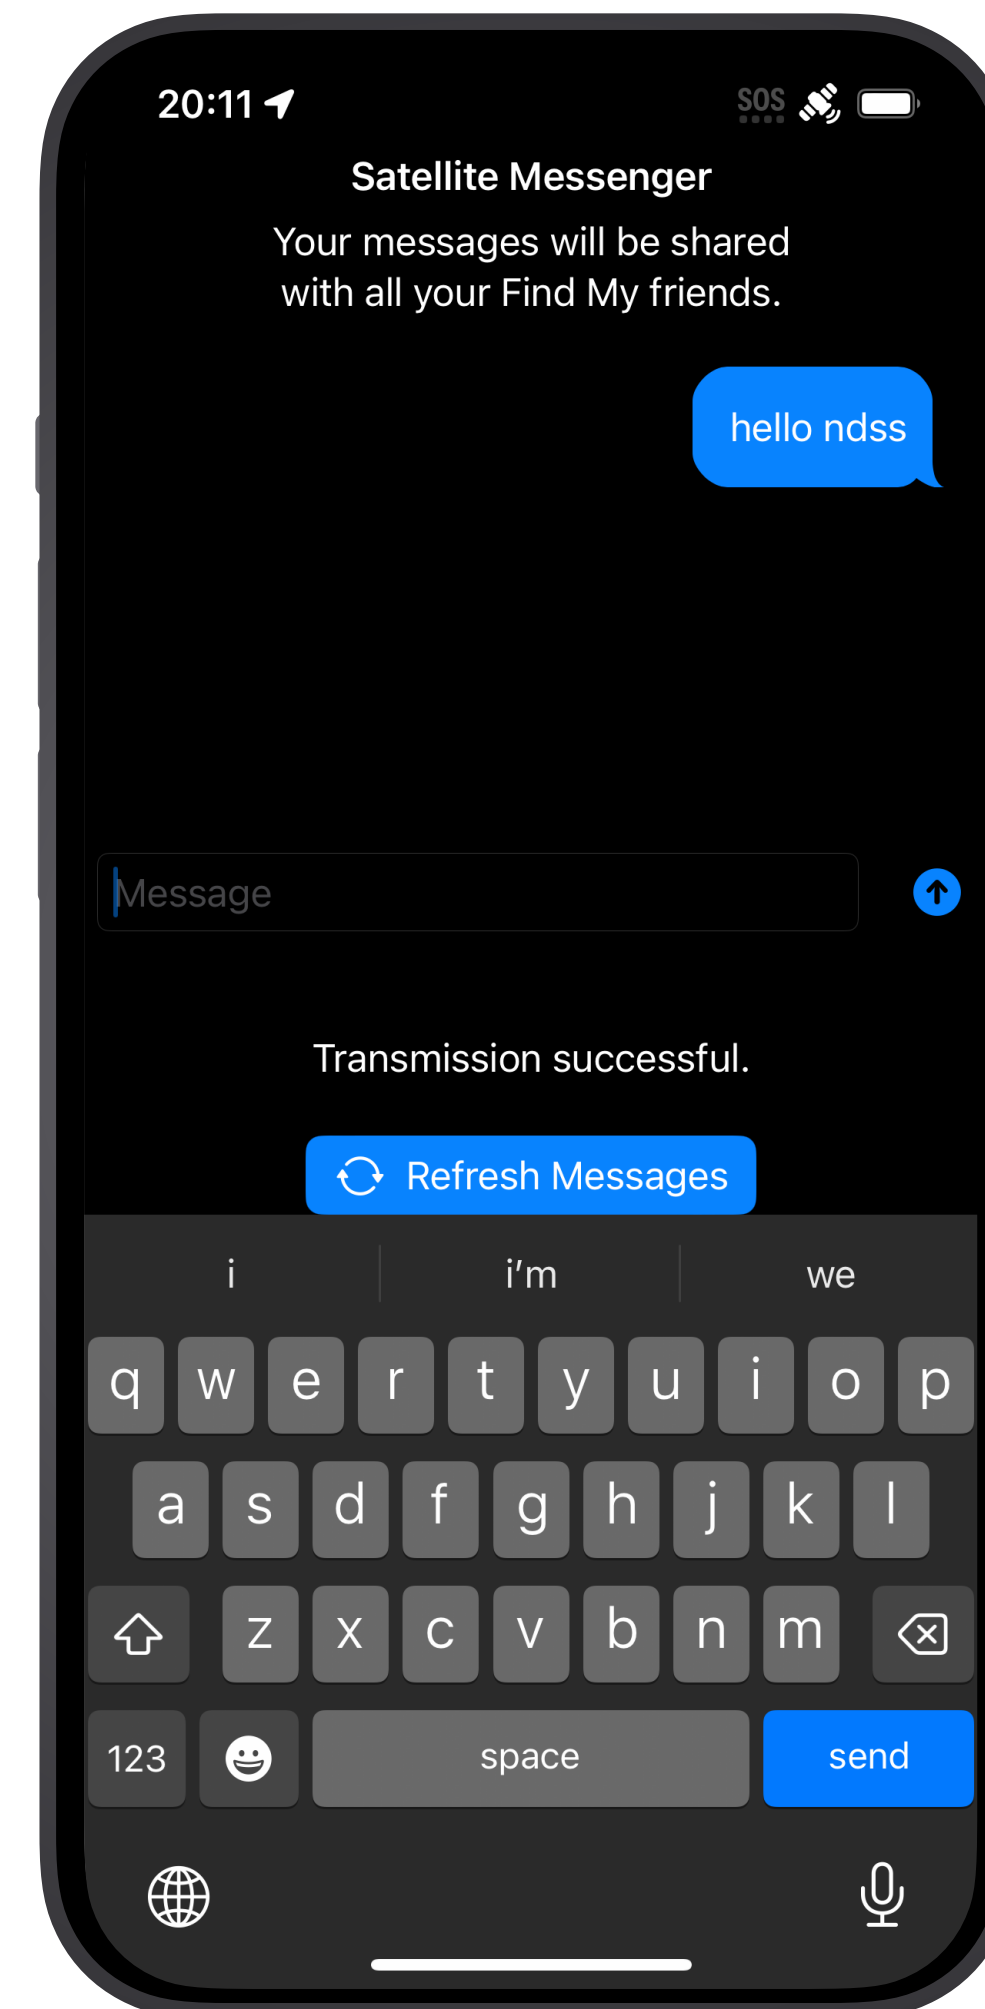 20:11 SOS
Satellite Messenger
Your messages will be shared
with all your Find My friends.
hello ndss
Message
Transmission successful.
Refresh Messages
i i’m we
q w e r t y u i o p
a s d f g h j k l
z x c v b n m
123 space send